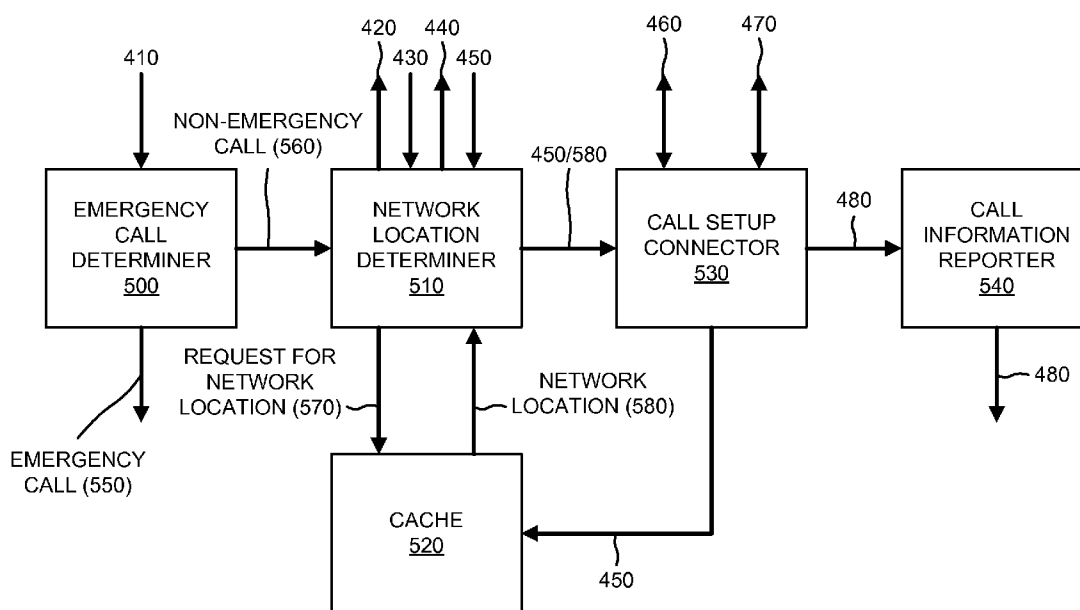 420
440
460
470
410
430
450
NON-EMERGENCY
CALL (560)
450/580
480
EMERGENCY
CALL
DETERMINER
500
NETWORK
LOCATION
DETERMINER
510
CALL SETUP
CONNECTOR
530
CALL
INFORMATION
REPORTER
540
REQUEST FOR
NETWORK
LOCATION (570)
NETWORK
LOCATION (580)
480
EMERGENCY
CALL (550)
CACHE
520
450